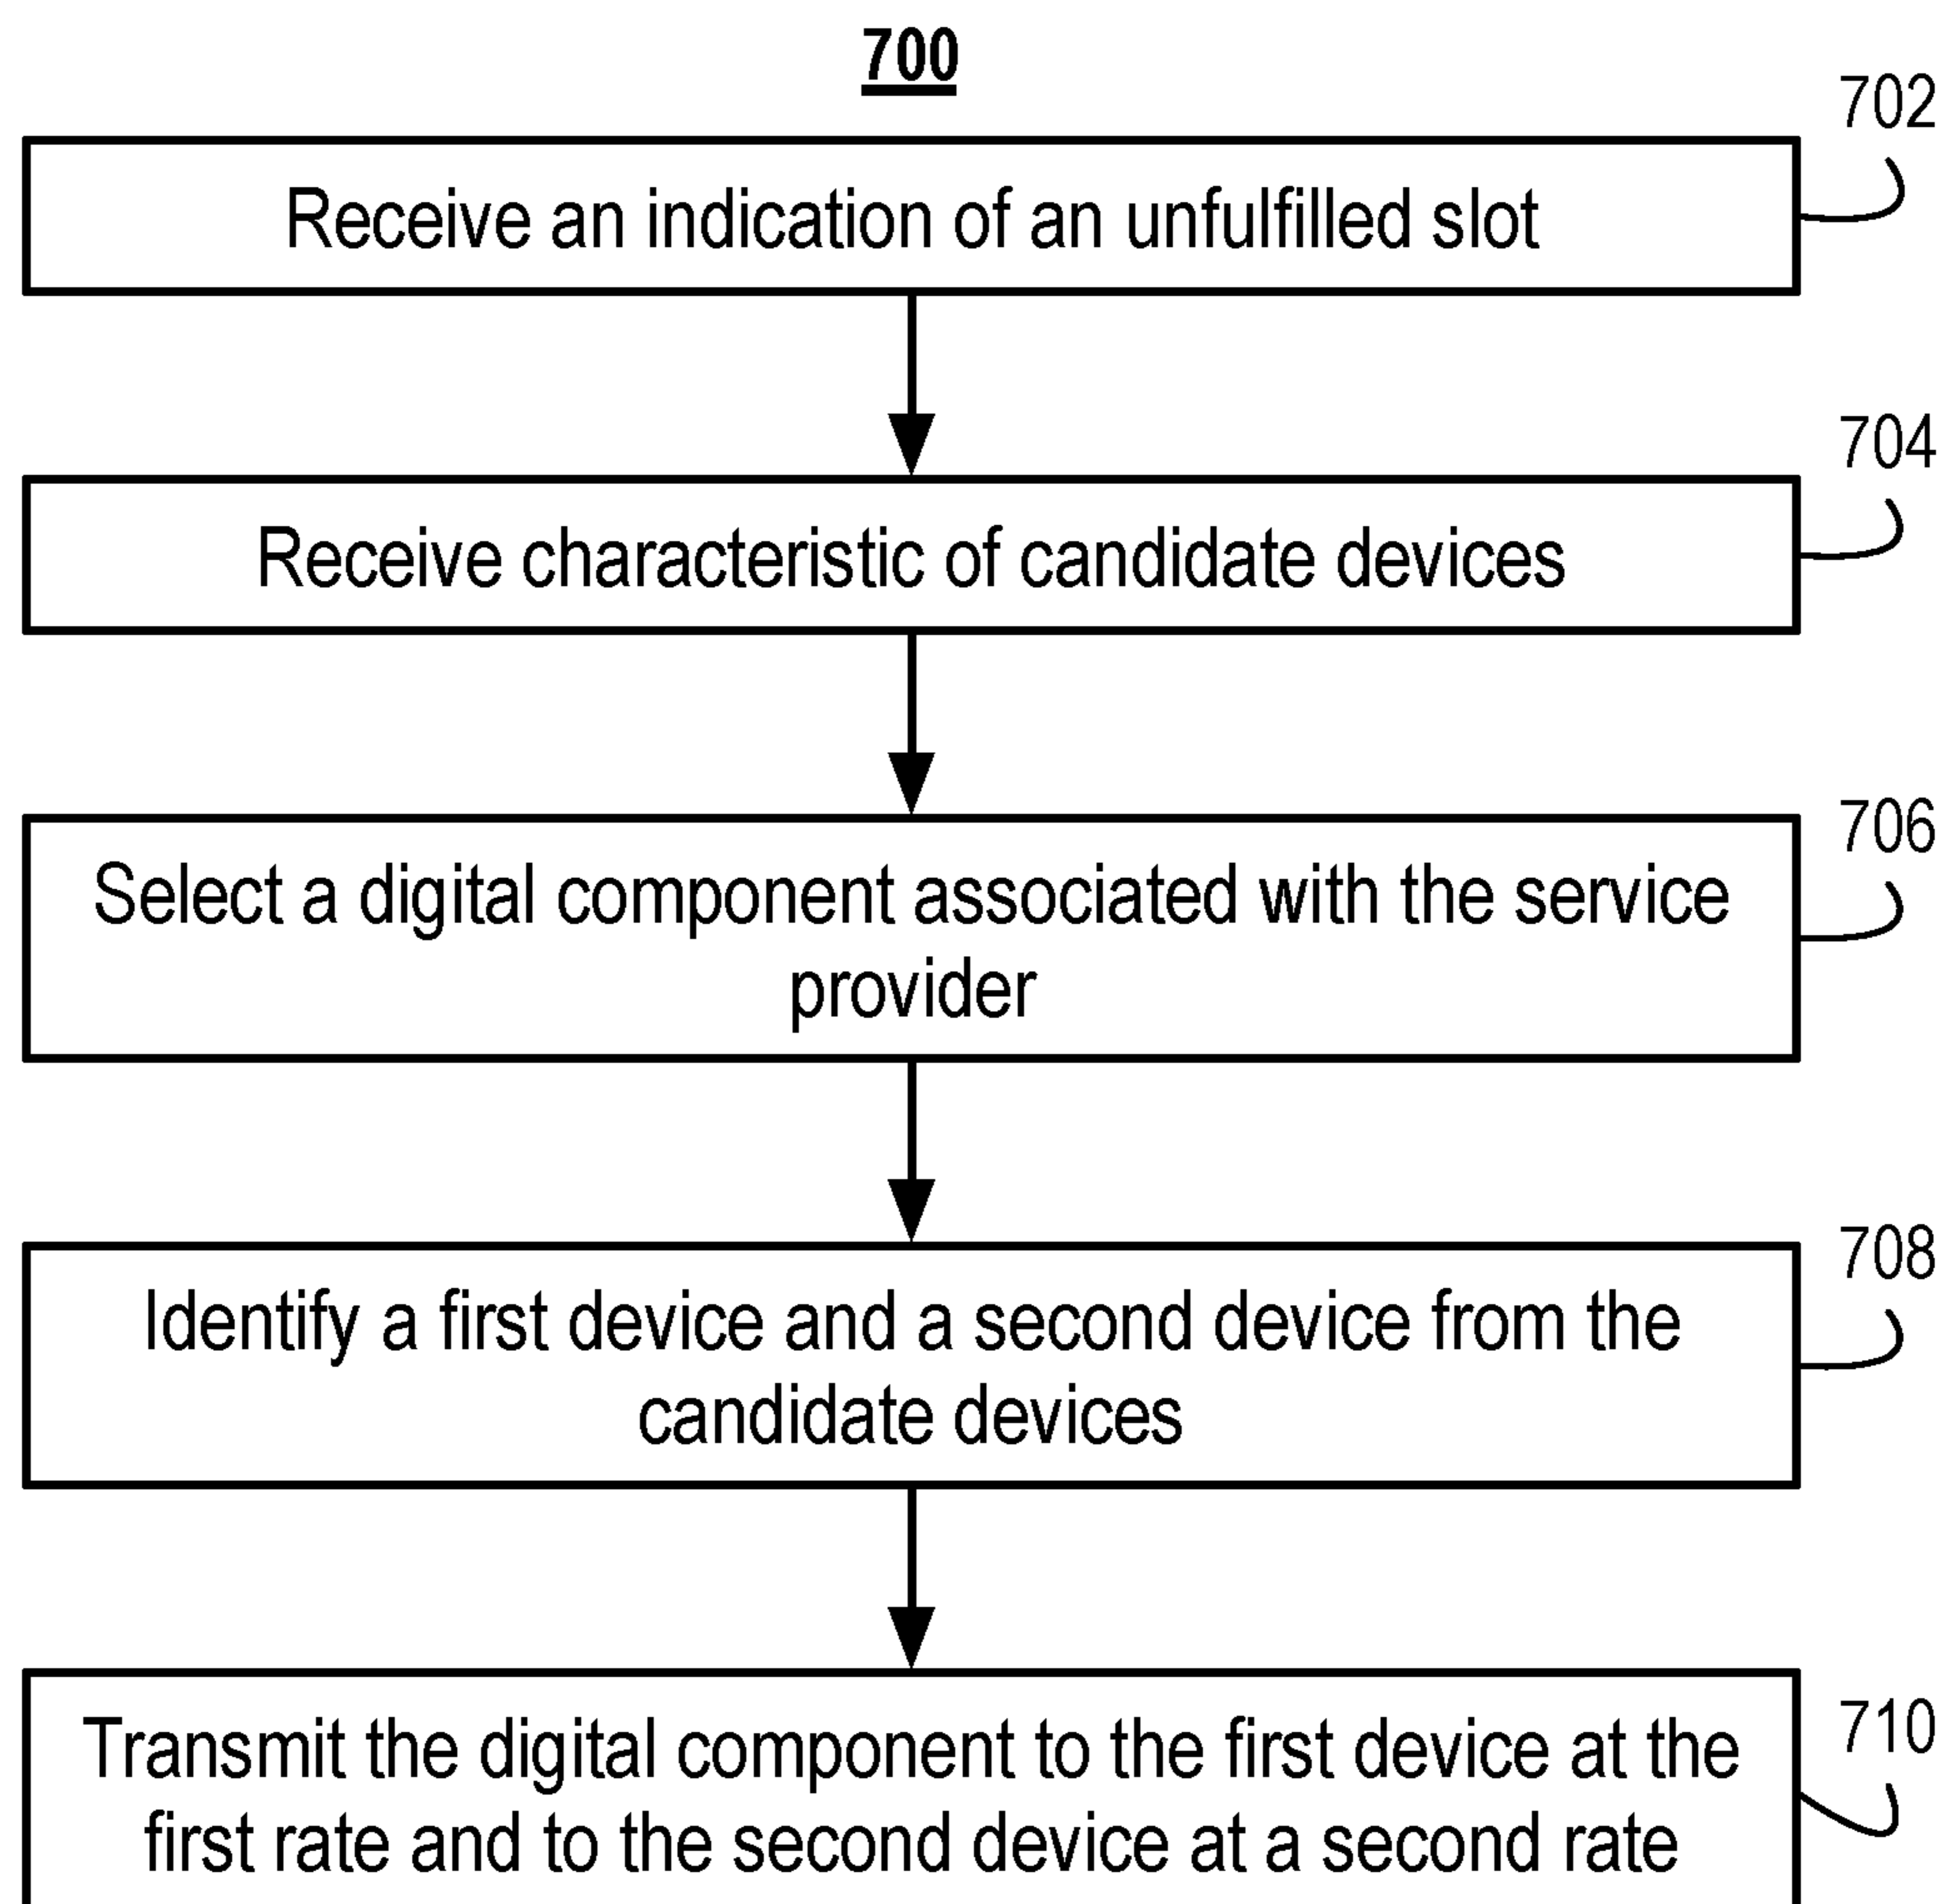 700
702
Receive an indication of an unfulfilled slot
704
Receive characteristic of candidate devices
706
Select a digital component associated with the service
provider
708
Identify a first device and a second device from the
candidate devices
710
Transmit the digital component to the first device at the
first rate and to the second device at a second rate